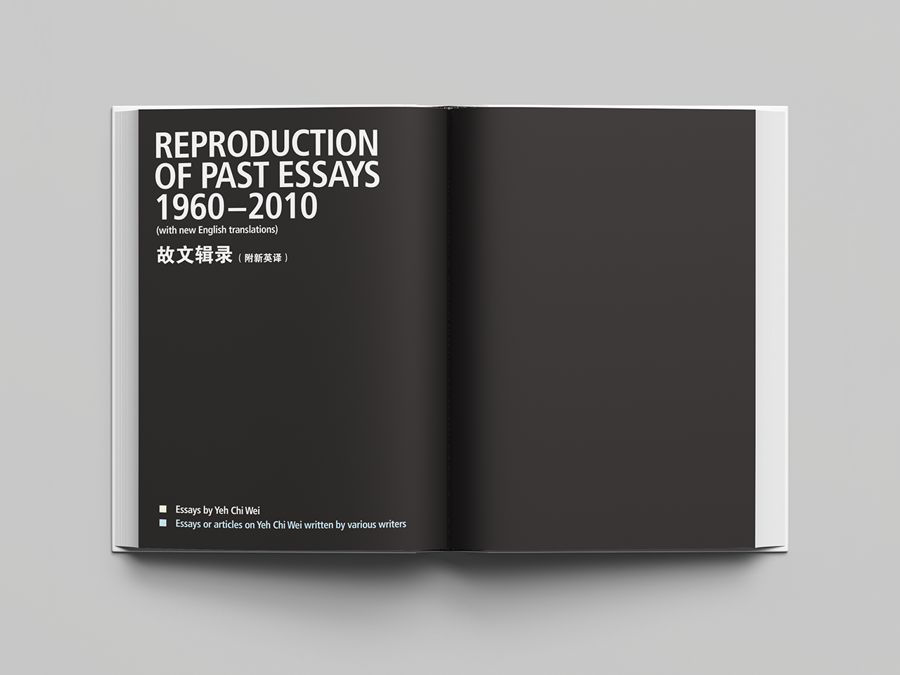 REPRODUCTION
OF PAST ESSAYS
1960–2010
(with new English translations)
故文辑录（附新英译）
Essays by Yeh Chi Wei
Essays or articles on Yeh Chi Wei written by various writers